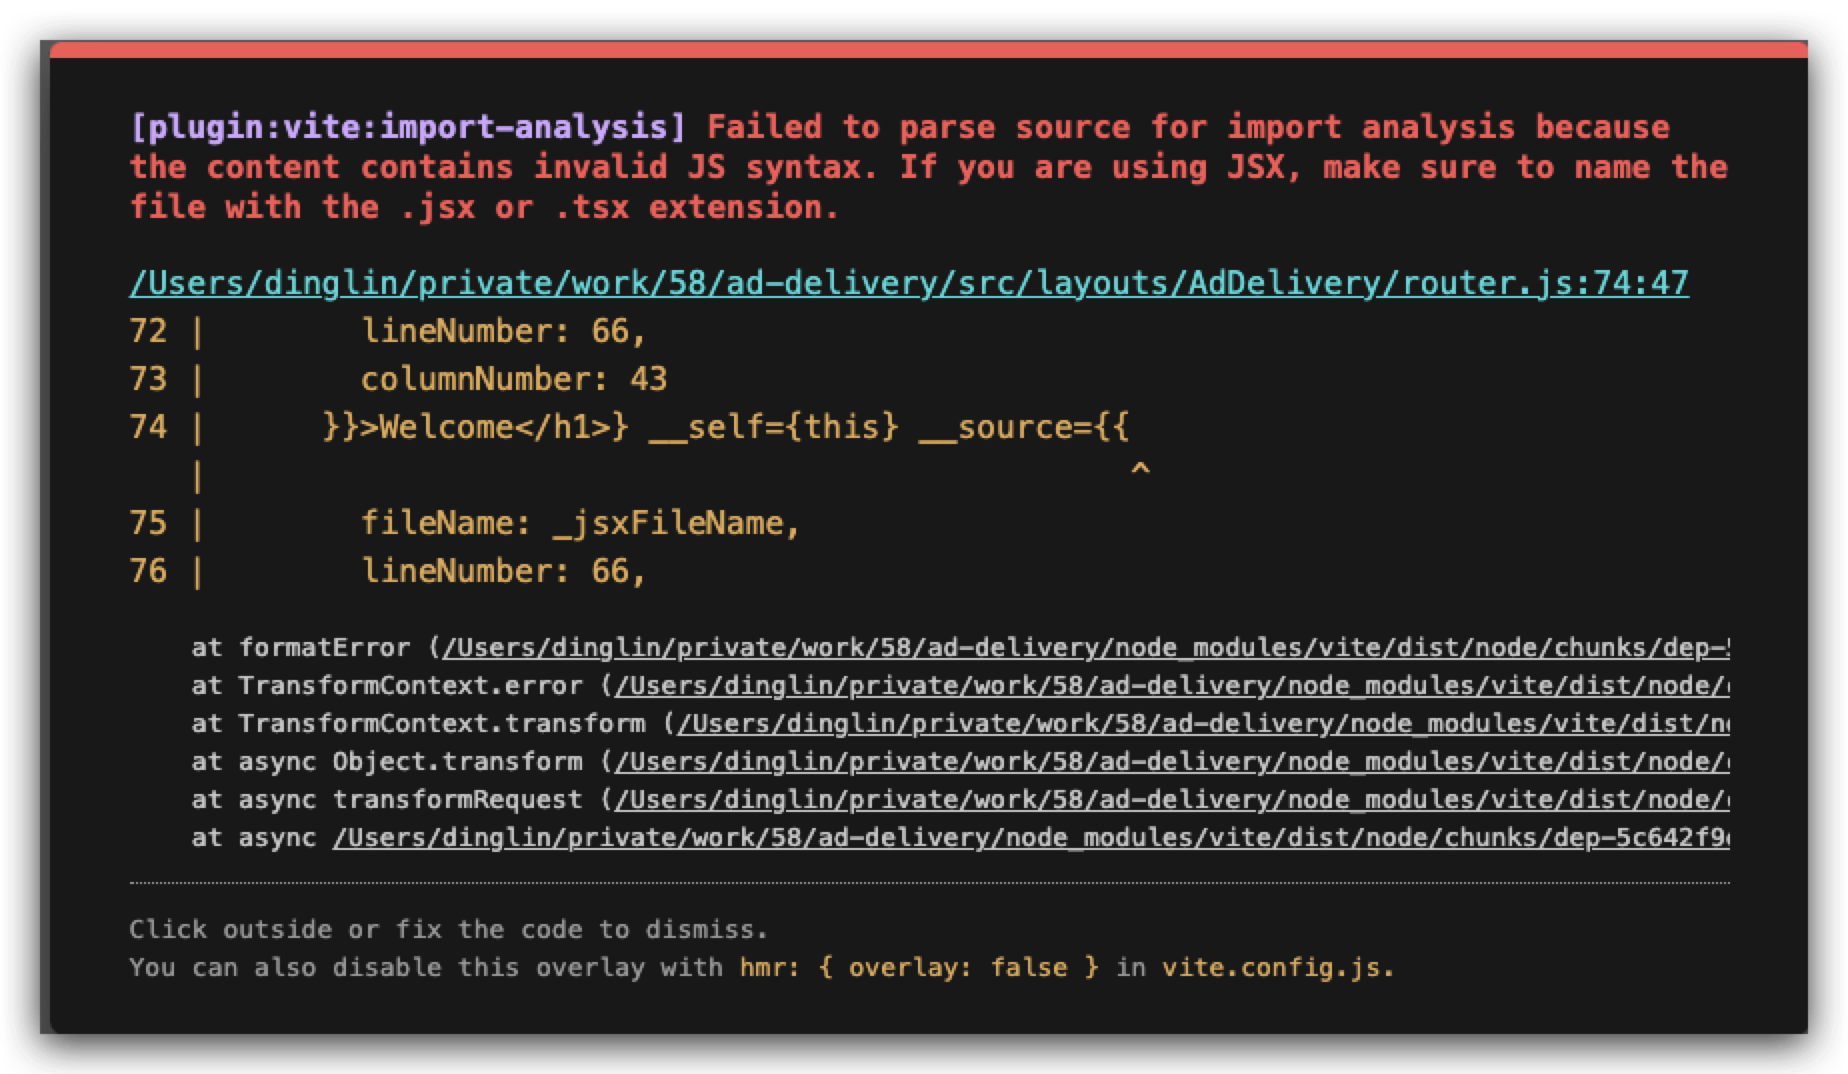 [plugin:vite:import-analysis] Failed to parse source for import analysis because
the content contains invalid JS syntax. If you are using JSX, make sure to name the
file with the .jsx or .tsx extension.
/Users/dinglin/private/work/58/ad-delivery/src/layouts/AdDelivery/router.js:74:47
72 |        lineNumber: 66,
73 |        columnNumber: 43
74 |      }}>Welcome</h1>} __self={this} __source={{
   |                                                ^
75 |        fileName: _jsxFileName,
76 |        lineNumber: 66,
at formatError (/Users/dinglin/private/work/58/ad-delivery/node_modules/vite/dist/node/chunks/dep-
at TransformContext.error (/Users/dinglin/private/work/58/ad-delivery/node_modules/vite/dist/node/
at TransformContext.transform (/Users/dinglin/private/work/58/ad-delivery/node_modules/vite/dist/
at async Object.transform (/Users/dinglin/private/work/58/ad-delivery/node_modules/vite/dist/node/
at async transformRequest (/Users/dinglin/private/work/58/ad-delivery/node_modules/vite/dist/node/
at async /Users/dinglin/private/work/58/ad-delivery/node_modules/vite/dist/node/chunks/dep-5c642f9
Click outside or fix the code to dismiss.
You can also disable this overlay with hmr: { overlay: false } in vite.config.js.